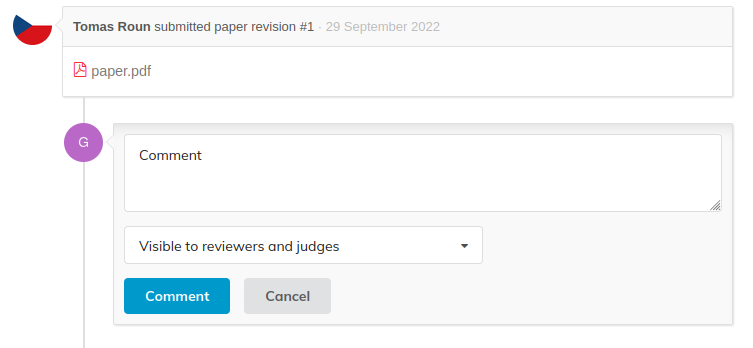 Tomas Roun submitted paper revision #1 · 29 September 2022
paper.pdf
G
Comment
Visible to reviewers and judges
Comment Cancel